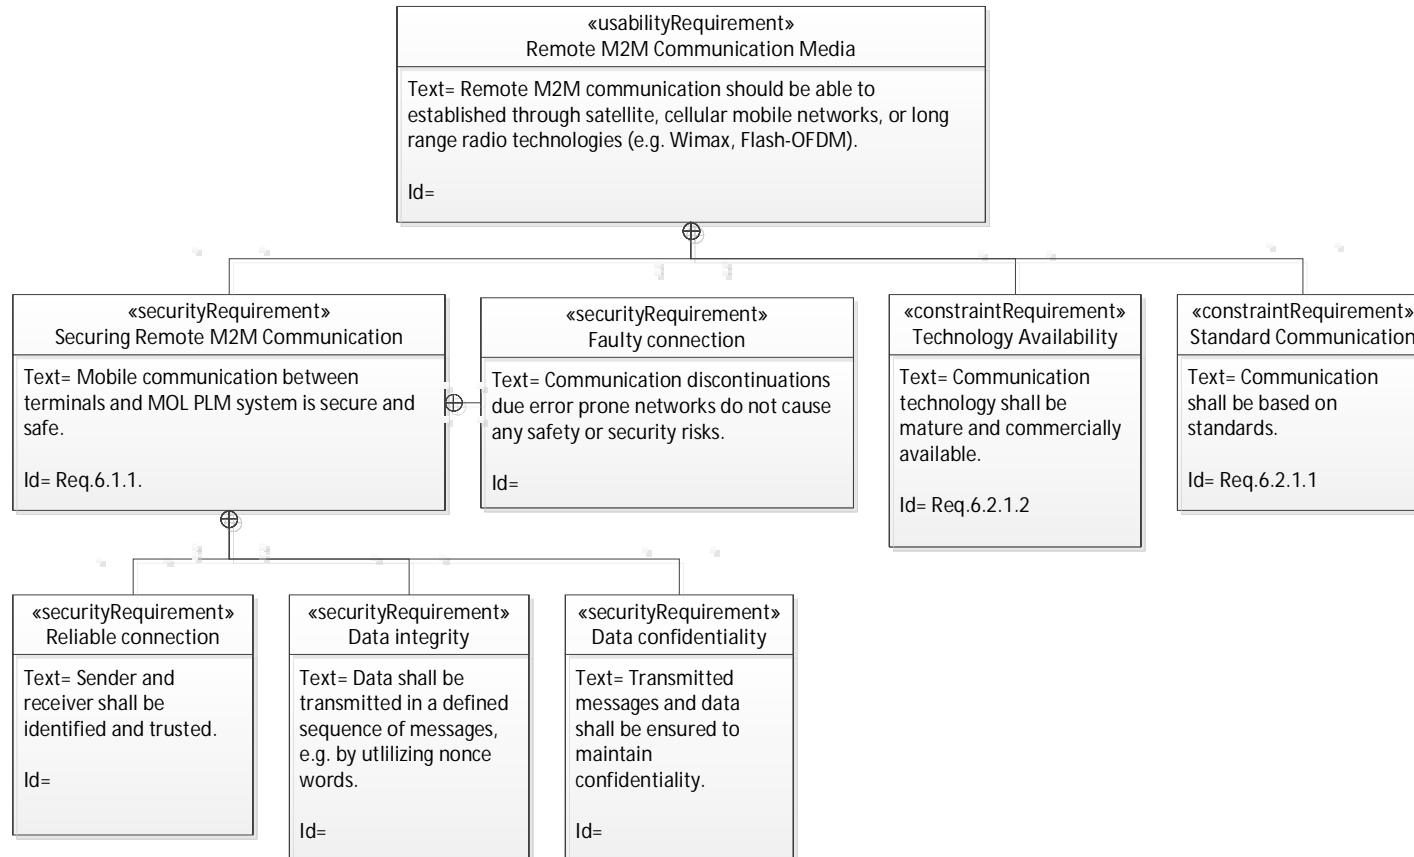 «usabilityRequirement»
Remote M2M Communication Media
Text= Remote M2M communication should be able to
established through satellite, cellular mobile networks, or long
range radio technologies (e.g. Wimax, Flash-OFDM).
Id=
«securityRequirement»
Securing Remote M2M Communication
Text= Mobile communication between
terminals and MOL PLM system is secure and
safe.
Id= Req.6.1.1.
«securityRequirement»
Faulty connection
Text= Communication discontinuations
due error prone networks do not cause
any safety or security risks.
Id=
«constraintRequirement»
Technology Availability
Text= Communication
technology shall be
mature and commercially
available.
Id= Req.6.2.1.2
«constraintRequirement»
Standard Communication
Text= Communication
shall be based on
standards.
Id= Req.6.2.1.1
«securityRequirement»
Reliable connection
Text= Sender and
receiver shall be
identified and trusted.
Id=
«securityRequirement»
Data integrity
Text= Data shall be
transmitted in a defined
sequence of messages,
e.g. by utlilizing nonce
words.
Id=
«securityRequirement»
Data confidentiality
Text= Transmitted
messages and data
shall be ensured to
maintain
confidentiality.
Id=